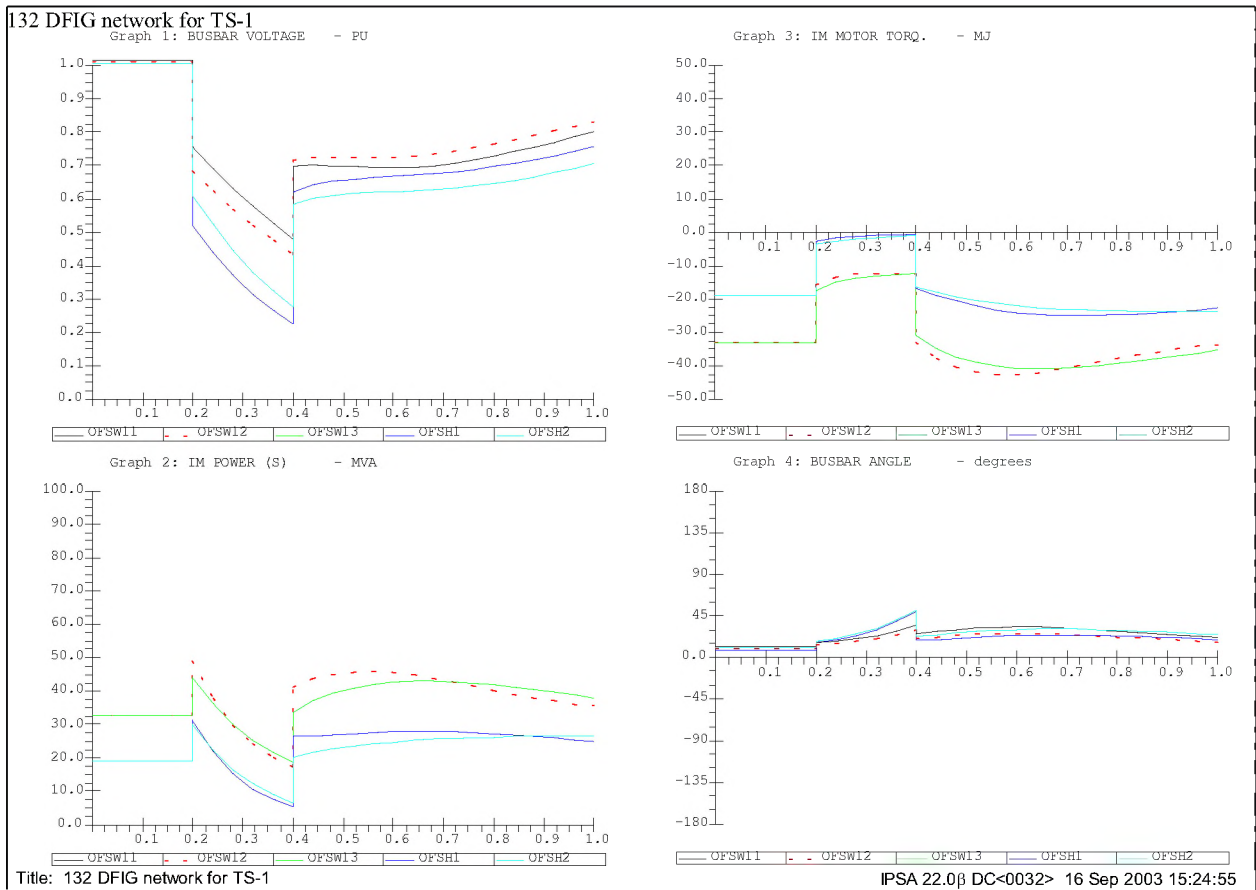 132 DFIG network for TS-1
Graph 1: BUSBAR VOLTAGE - PU
1.0
0.9
0.8
0.7
0.6
0.5
0.4
0.3
0.2
0.1
0.0
0.1 0.2 0.3 0.4 0.5 0.6 0.7 0.8 0.9 1.0
OFSW11 OFSW12 OFSW13 OFSH1 OFSH2
Graph 3: IM MOTOR TORQ. - MJ
50.0
40.0
30.0
20.0
10.0
0.0
0.1 0.2 0.3 0.4 0.5 0.6 0.7 0.8 0.9 1.0
-10.0
-20.0
-30.0
-40.0
-50.0
OFSW11 OFSW12 OFSW13 OFSH1 OFSH2
Graph 2: IM POWER (S) - MVA
100.0
90.0
80.0
70.0
60.0
50.0
40.0
30.0
20.0
10.0
0.0
0.1 0.2 0.3 0.4 0.5 0.6 0.7 0.8 0.9 1.0
OFSW11 OFSW12 OFSW13 OFSH1 OFSH2
Graph 4: BUSBAR ANGLE - degrees
180
135
90
45
0.0
0.1 0.2 0.3 0.4 0.5 0.6 0.7 0.8 0.9 1.0
-45
-90
-135
-180
OFSW11 OFSW12 OFSW13 OFSH1 OFSH2
Title: 132 DFIG network for TS-1
IPSA 22.0β DC<0032> 16 Sep 2003 15:24:55